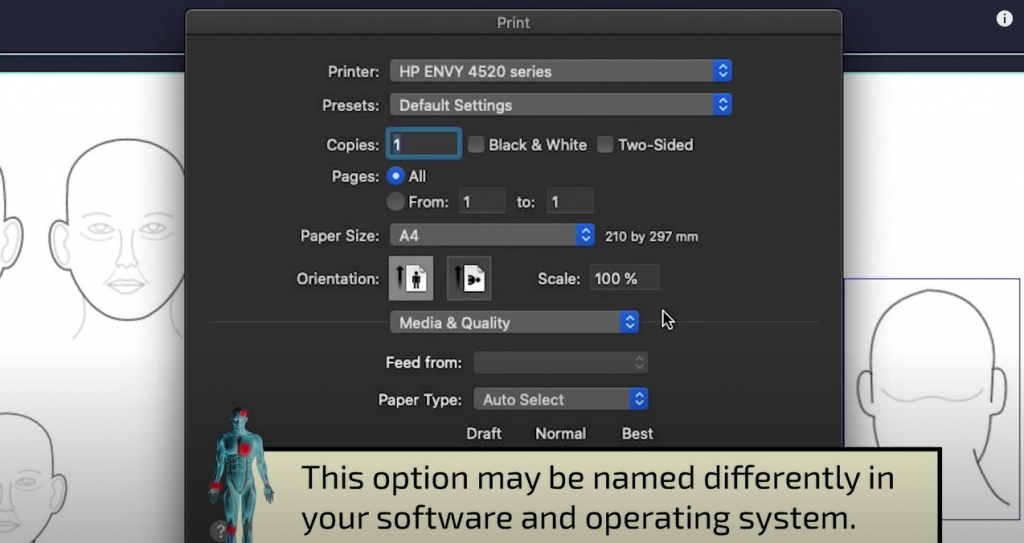 Print
Printer: HP ENVY 4520 series
Presets: Default Settings
Copies: 1 Black & White Two-Sided
Pages: All
From: 1 to: 1
Paper Size: A4 210 by 297 mm
Orientation: Scale: 100 %
Media & Quality
Feed from:
Paper Type: Auto Select
Draft Normal Best
This option may be named differently in
your software and operating system.
?
i